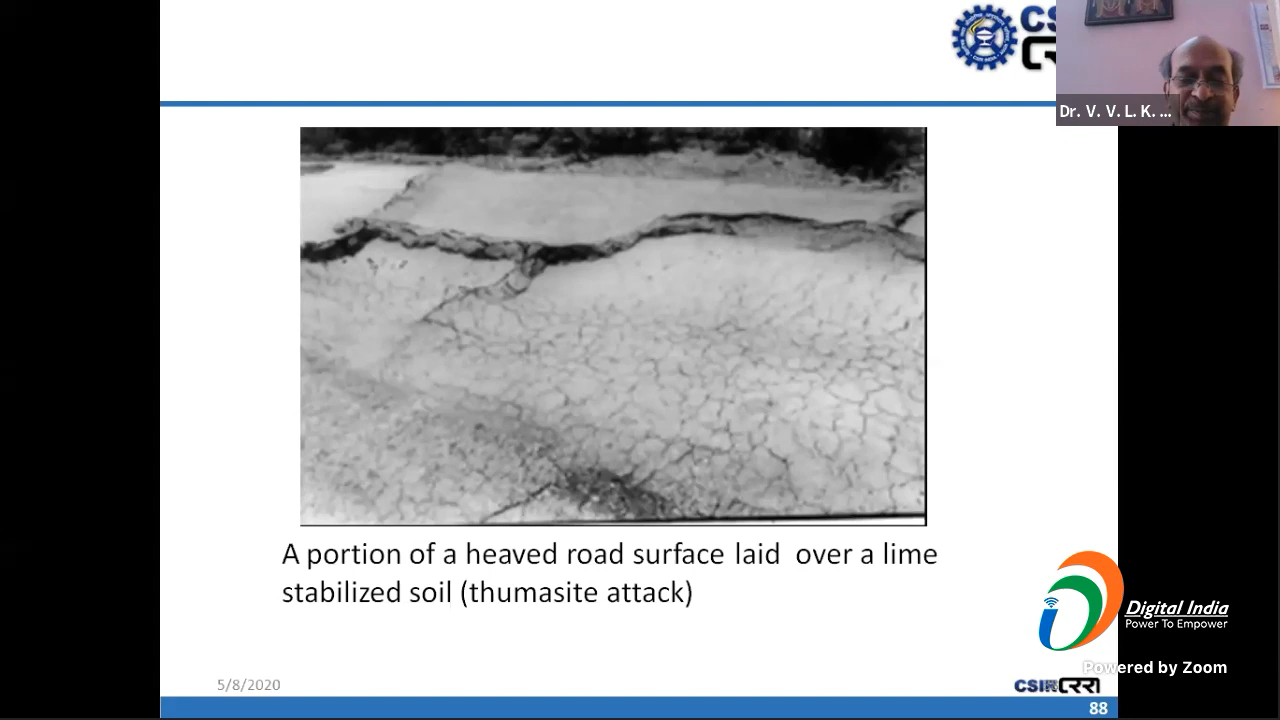 CS
Dr. V. V. L. K. ...
A portion of a heaved road surface laid over a lime
stabilized soil (thumasite attack)
Digital India
Power To Empower
Powered by Zoom
5/8/2020
CSIR CRRI
88